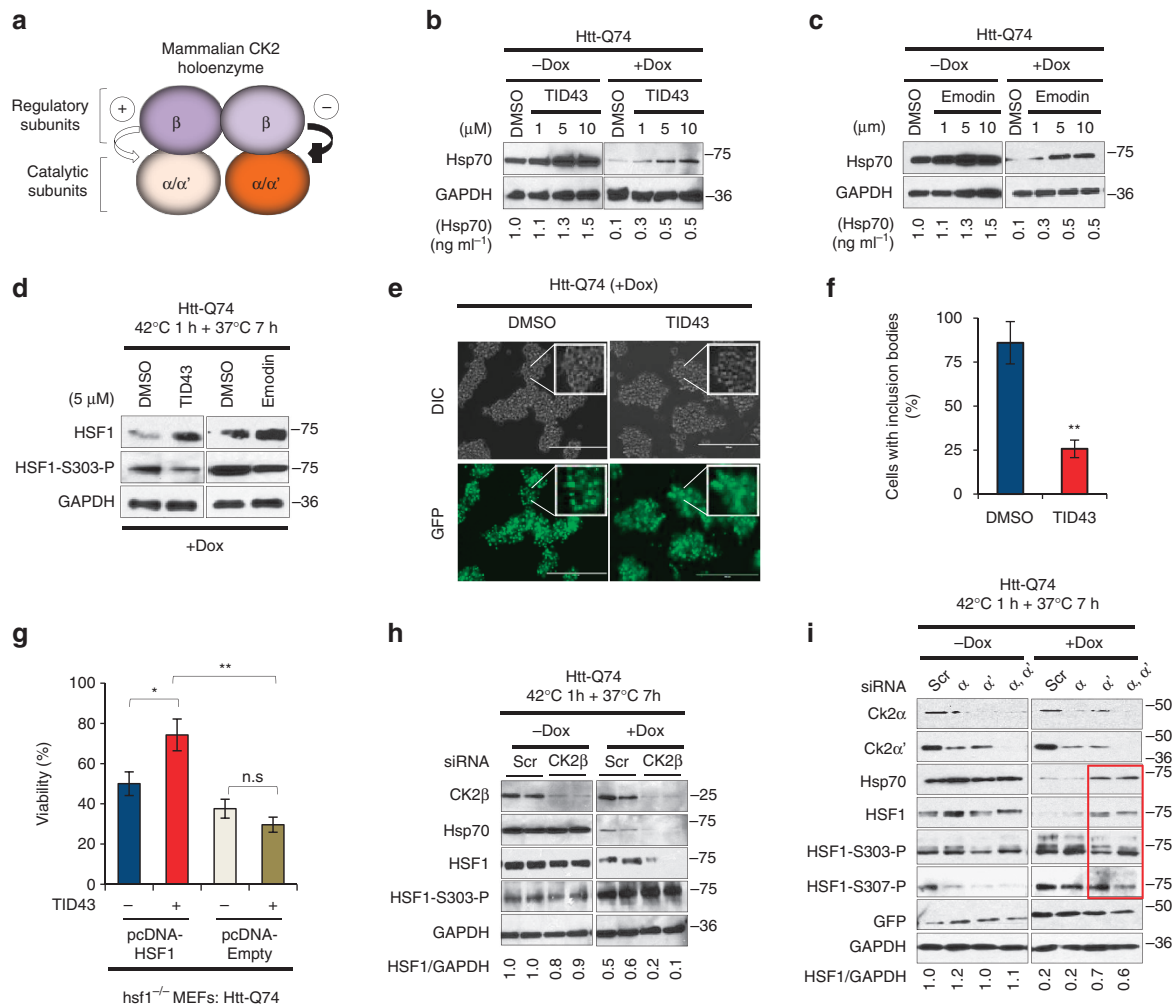 a
Mammalian CK2
holoenzyme
Regulatory
subunits
+
−
β β
Catalytic
subunits
α/α' α/α'
b
Htt-Q74
−Dox +Dox
DMSO TID43 DMSO TID43
(μM) 1 5 10 1 5 10
Hsp70 −75
GAPDH −36
(Hsp70)
(ng ml⁻¹)
1.0 1.1 1.3 1.5 0.1 0.3 0.5 0.5
c
Htt-Q74
−Dox +Dox
DMSO Emodin DMSO Emodin
(μm) 1 5 10 1 5 10
Hsp70 −75
GAPDH −36
(Hsp70)
(ng ml⁻¹)
1.0 1.1 1.3 1.5 0.1 0.3 0.5 0.5
d
Htt-Q74
42°C 1 h + 37°C 7 h
(5 μM) DMSO TID43 DMSO Emodin
HSF1 −75
HSF1-S303-P −75
GAPDH −36
+Dox
e
Htt-Q74 (+Dox)
DMSO TID43
DIC
GFP
f
Cells with inclusion bodies
(%)
100
75
50
25
0
**
DMSO TID43
g
Viability (%)
100
80
60
40
20
0
*
**
n.s
TID43 − + − +
pcDNA-
HSF1
pcDNA-
Empty
hsf1⁻/⁻ MEFs: Htt-Q74
h
Htt-Q74
42°C 1h + 37°C 7h
−Dox +Dox
siRNA Scr CK2β Scr CK2β
CK2β −25
Hsp70 −75
HSF1 −75
HSF1-S303-P −75
GAPDH −36
HSF1/GAPDH 1.0 1.0 0.8 0.9 0.5 0.6 0.2 0.1
i
Htt-Q74
42°C 1 h + 37°C 7 h
−Dox +Dox
siRNA Scr α α' α, α' Scr α α' α, α'
Ck2α −50
Ck2α' −50
−36
Hsp70 −75
HSF1 −75
HSF1-S303-P −75
HSF1-S307-P −75
GFP −50
GAPDH −36
HSF1/GAPDH 1.0 1.2 1.0 1.1 0.2 0.2 0.7 0.6